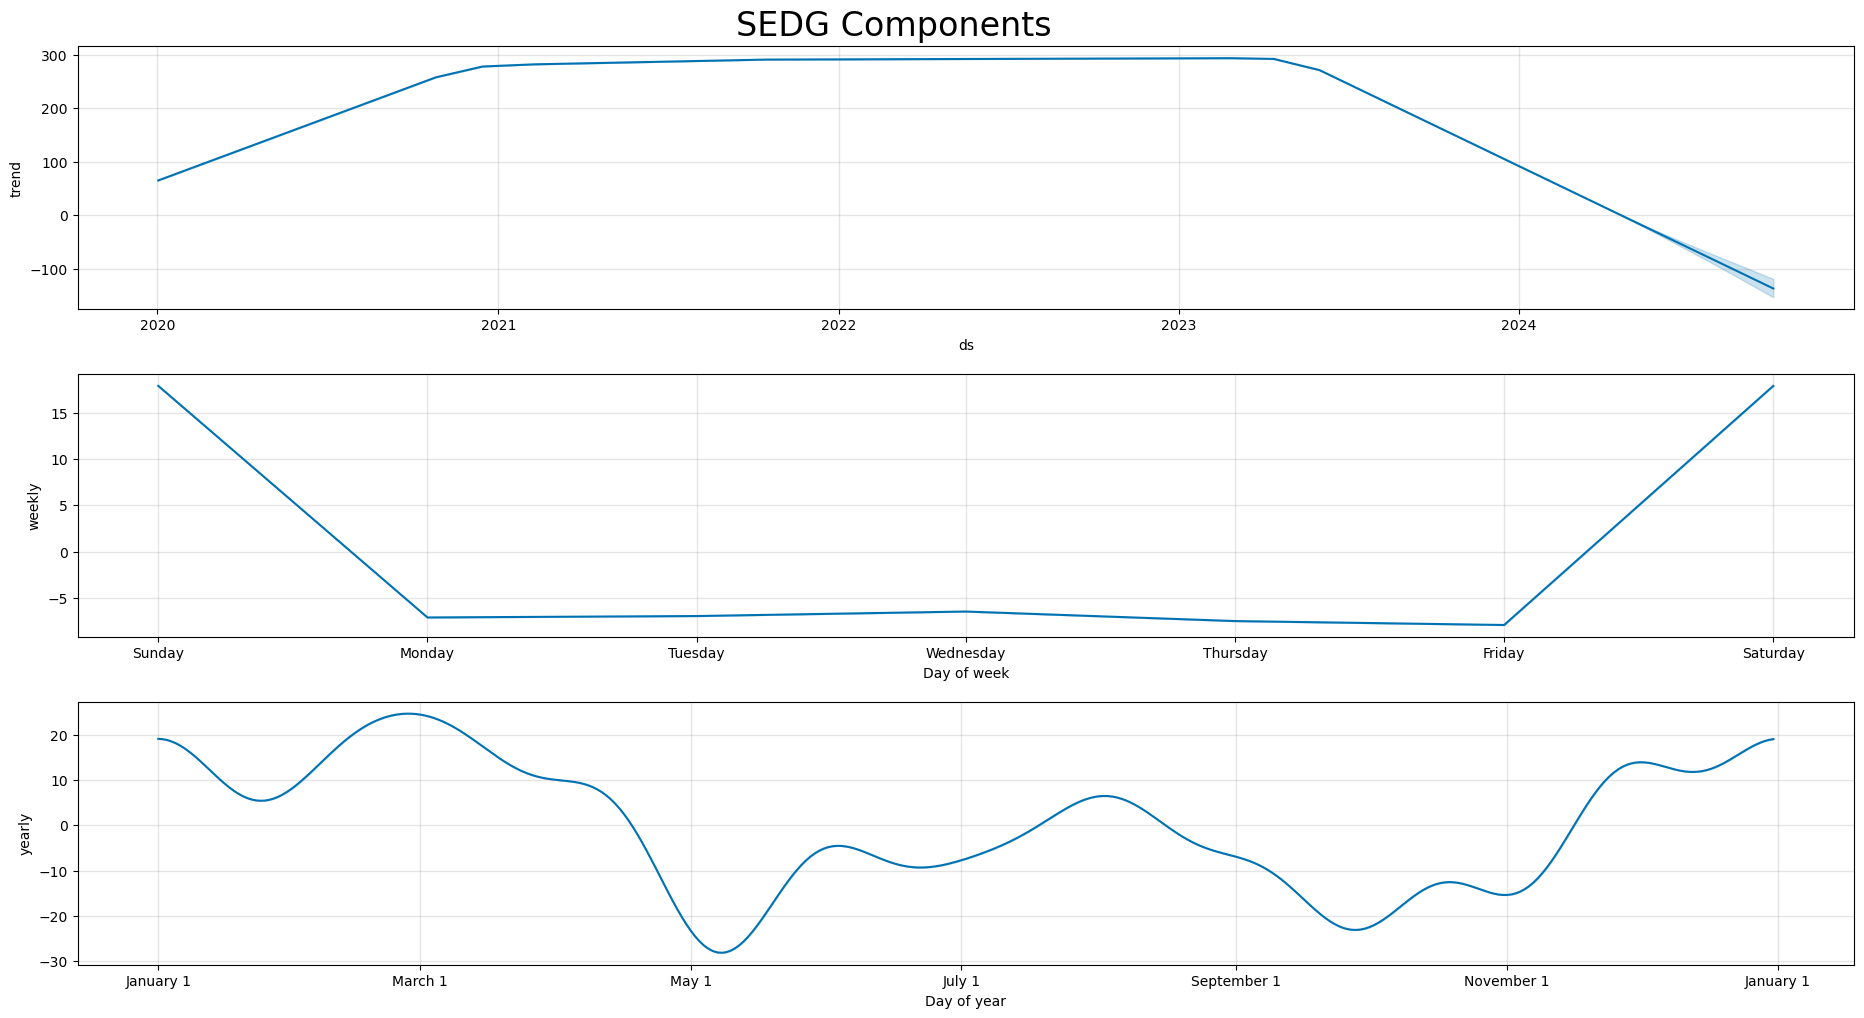 SEDG Components
300
200
100
0
−100
trend
2020 2021 2022 2023 2024
ds
15
10
5
0
−5
weekly
Sunday Monday Tuesday Wednesday Thursday Friday Saturday
Day of week
20
10
0
−10
−20
−30
yearly
January 1 March 1 May 1 July 1 September 1 November 1 January 1
Day of year